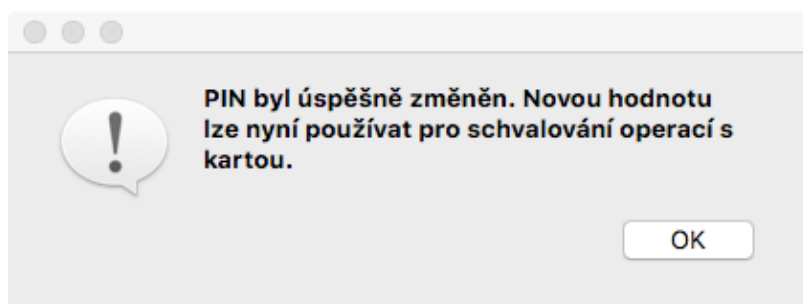 PIN byl úspěšně změněn. Novou hodnotu
lze nyní používat pro schvalování operací s
kartou.
OK